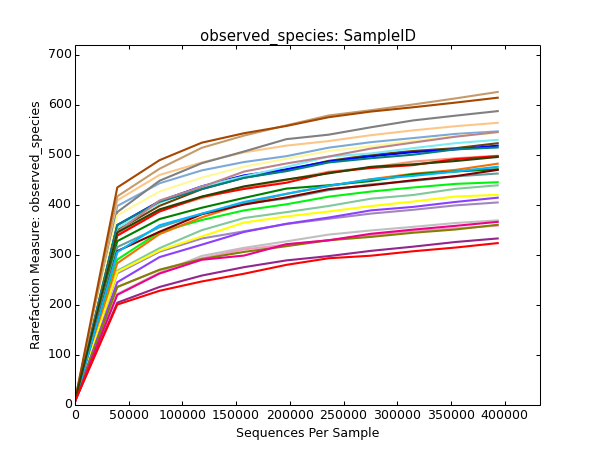 observed_species: SampleID
700
600
500
400
300
200
100
0
0 50000 100000 150000 200000 250000 300000 350000 400000
Sequences Per Sample
Rarefaction Measure: observed_species